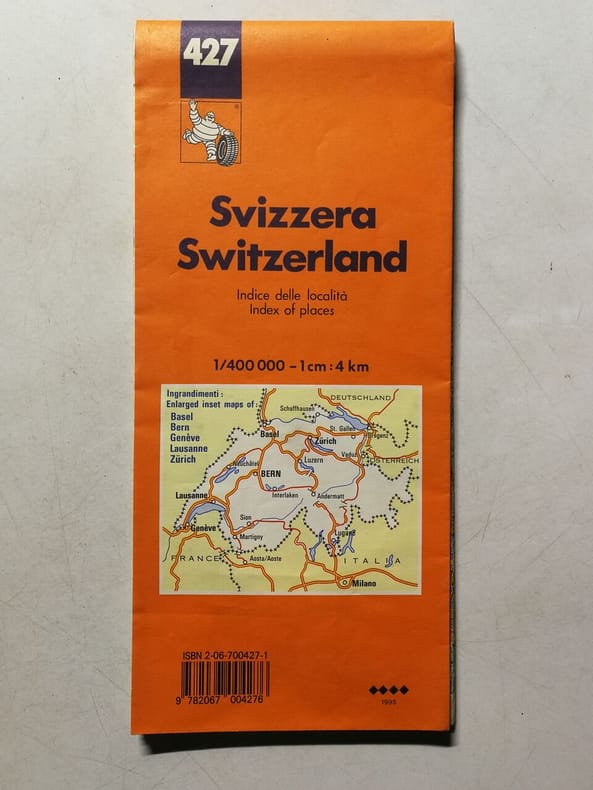 427
®
Svizzera
Switzerland
Indice delle località
Index of places
1/400 000 – 1 cm : 4 km
Ingrandimenti :
Enlarged inset maps of :
Basel
Bern
Genève
Lausanne
Zürich
DEUTSCHLAND
Schaffhausen
St. Gallen
Bregenz
Basel
Zürich
Vaduz
ÖSTERREICH
Neuchâtel
Luzern
BERN
Interlaken
Andermatt
Lausanne
Sion
Genève
Martigny
Lugano
FRANCE
Aosta/Aoste
ITALIA
Milano
ISBN 2-06-700427-1
9 782067 004276
1995